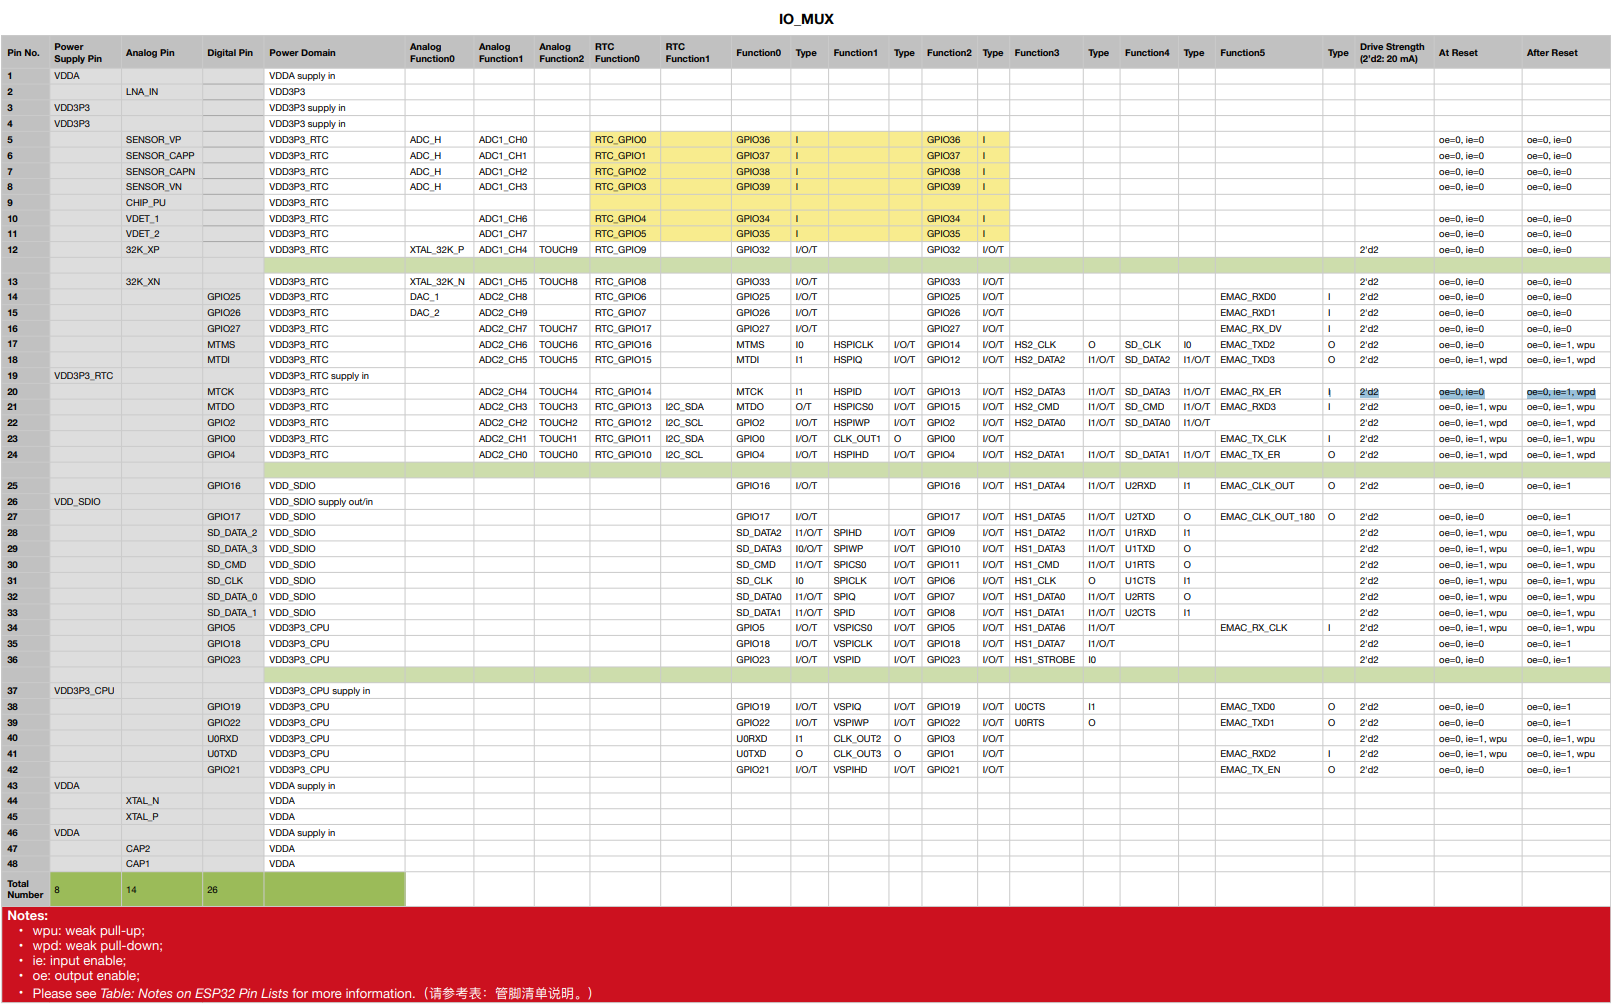 IO_MUX
Pin No. Power Supply Pin Analog Pin Digital Pin Power Domain Analog Function0 Analog Function1 Analog Function2 RTC Function0 RTC Function1 Function0 Type Function1 Type Function2 Type Function3 Type Function4 Type Function5 Type Drive Strength (2'd2: 20 mA) At Reset After Reset
1 VDDA VDDA supply in
2 LNA_IN VDD3P3
3 VDD3P3 VDD3P3 supply in
4 VDD3P3 VDD3P3 supply in
5 SENSOR_VP VDD3P3_RTC ADC_H ADC1_CH0 RTC_GPIO0 GPIO36 I GPIO36 I oe=0, ie=0 oe=0, ie=0
6 SENSOR_CAPP VDD3P3_RTC ADC_H ADC1_CH1 RTC_GPIO1 GPIO37 I GPIO37 I oe=0, ie=0 oe=0, ie=0
7 SENSOR_CAPN VDD3P3_RTC ADC_H ADC1_CH2 RTC_GPIO2 GPIO38 I GPIO38 I oe=0, ie=0 oe=0, ie=0
8 SENSOR_VN VDD3P3_RTC ADC_H ADC1_CH3 RTC_GPIO3 GPIO39 I GPIO39 I oe=0, ie=0 oe=0, ie=0
9 CHIP_PU VDD3P3_RTC
10 VDET_1 VDD3P3_RTC ADC1_CH6 RTC_GPIO4 GPIO34 I GPIO34 I oe=0, ie=0 oe=0, ie=0
11 VDET_2 VDD3P3_RTC ADC1_CH7 RTC_GPIO5 GPIO35 I GPIO35 I oe=0, ie=0 oe=0, ie=0
12 32K_XP VDD3P3_RTC XTAL_32K_P ADC1_CH4 TOUCH9 RTC_GPIO9 GPIO32 I/O/T GPIO32 I/O/T 2'd2 oe=0, ie=0 oe=0, ie=0
13 32K_XN VDD3P3_RTC XTAL_32K_N ADC1_CH5 TOUCH8 RTC_GPIO8 GPIO33 I/O/T GPIO33 I/O/T 2'd2 oe=0, ie=0 oe=0, ie=0
14 GPIO25 VDD3P3_RTC DAC_1 ADC2_CH8 RTC_GPIO6 GPIO25 I/O/T GPIO25 I/O/T EMAC_RXD0 I 2'd2 oe=0, ie=0 oe=0, ie=0
15 GPIO26 VDD3P3_RTC DAC_2 ADC2_CH9 RTC_GPIO7 GPIO26 I/O/T GPIO26 I/O/T EMAC_RXD1 I 2'd2 oe=0, ie=0 oe=0, ie=0
16 GPIO27 VDD3P3_RTC ADC2_CH7 TOUCH7 RTC_GPIO17 GPIO27 I/O/T GPIO27 I/O/T EMAC_RX_DV I 2'd2 oe=0, ie=0 oe=0, ie=0
17 MTMS VDD3P3_RTC ADC2_CH6 TOUCH6 RTC_GPIO16 MTMS I0 HSPICLK I/O/T GPIO14 I/O/T HS2_CLK O SD_CLK I0 EMAC_TXD2 O 2'd2 oe=0, ie=0 oe=0, ie=1, wpu
18 MTDI VDD3P3_RTC ADC2_CH5 TOUCH5 RTC_GPIO15 MTDI I1 HSPIQ I/O/T GPIO12 I/O/T HS2_DATA2 I1/O/T SD_DATA2 I1/O/T EMAC_TXD3 O 2'd2 oe=0, ie=1, wpd oe=0, ie=1, wpd
19 VDD3P3_RTC VDD3P3_RTC supply in
20 MTCK VDD3P3_RTC ADC2_CH4 TOUCH4 RTC_GPIO14 MTCK I1 HSPID I/O/T GPIO13 I/O/T HS2_DATA3 I1/O/T SD_DATA3 I1/O/T EMAC_RX_ER I 2'd2 oe=0, ie=0 oe=0, ie=1, wpd
21 MTDO VDD3P3_RTC ADC2_CH3 TOUCH3 RTC_GPIO13 I2C_SDA MTDO O/T HSPICS0 I/O/T GPIO15 I/O/T HS2_CMD I1/O/T SD_CMD I1/O/T EMAC_RXD3 I 2'd2 oe=0, ie=1, wpu oe=0, ie=1, wpu
22 GPIO2 VDD3P3_RTC ADC2_CH2 TOUCH2 RTC_GPIO12 I2C_SCL GPIO2 I/O/T HSPIWP I/O/T GPIO2 I/O/T HS2_DATA0 I1/O/T SD_DATA0 I1/O/T 2'd2 oe=0, ie=1, wpd oe=0, ie=1, wpd
23 GPIO0 VDD3P3_RTC ADC2_CH1 TOUCH1 RTC_GPIO11 I2C_SDA GPIO0 I/O/T CLK_OUT1 O GPIO0 I/O/T EMAC_TX_CLK I 2'd2 oe=0, ie=1, wpu oe=0, ie=1, wpu
24 GPIO4 VDD3P3_RTC ADC2_CH0 TOUCH0 RTC_GPIO10 I2C_SCL GPIO4 I/O/T HSPIHD I/O/T GPIO4 I/O/T HS2_DATA1 I1/O/T SD_DATA1 I1/O/T EMAC_TX_ER O 2'd2 oe=0, ie=1, wpd oe=0, ie=1, wpd
25 GPIO16 VDD_SDIO GPIO16 I/O/T GPIO16 I/O/T HS1_DATA4 I1/O/T U2RXD I1 EMAC_CLK_OUT O 2'd2 oe=0, ie=0 oe=0, ie=1
26 VDD_SDIO VDD_SDIO supply out/in
27 GPIO17 VDD_SDIO GPIO17 I/O/T GPIO17 I/O/T HS1_DATA5 I1/O/T U2TXD O EMAC_CLK_OUT_180 O 2'd2 oe=0, ie=0 oe=0, ie=1
28 SD_DATA_2 VDD_SDIO SD_DATA2 I1/O/T SPIHD I/O/T GPIO9 I/O/T HS1_DATA2 I1/O/T U1RXD I1 2'd2 oe=0, ie=1, wpu oe=0, ie=1, wpu
29 SD_DATA_3 VDD_SDIO SD_DATA3 I0/O/T SPIWP I/O/T GPIO10 I/O/T HS1_DATA3 I1/O/T U1TXD O 2'd2 oe=0, ie=1, wpu oe=0, ie=1, wpu
30 SD_CMD VDD_SDIO SD_CMD I1/O/T SPICS0 I/O/T GPIO11 I/O/T HS1_CMD I1/O/T U1RTS O 2'd2 oe=0, ie=1, wpu oe=0, ie=1, wpu
31 SD_CLK VDD_SDIO SD_CLK I0 SPICLK I/O/T GPIO6 I/O/T HS1_CLK O U1CTS I1 2'd2 oe=0, ie=1, wpu oe=0, ie=1, wpu
32 SD_DATA_0 VDD_SDIO SD_DATA0 I1/O/T SPIQ I/O/T GPIO7 I/O/T HS1_DATA0 I1/O/T U2RTS O 2'd2 oe=0, ie=1, wpu oe=0, ie=1, wpu
33 SD_DATA_1 VDD_SDIO SD_DATA1 I1/O/T SPID I/O/T GPIO8 I/O/T HS1_DATA1 I1/O/T U2CTS I1 2'd2 oe=0, ie=1, wpu oe=0, ie=1, wpu
34 GPIO5 VDD3P3_CPU GPIO5 I/O/T VSPICS0 I/O/T GPIO5 I/O/T HS1_DATA6 I1/O/T EMAC_RX_CLK I 2'd2 oe=0, ie=1, wpu oe=0, ie=1, wpu
35 GPIO18 VDD3P3_CPU GPIO18 I/O/T VSPICLK I/O/T GPIO18 I/O/T HS1_DATA7 I1/O/T 2'd2 oe=0, ie=0 oe=0, ie=1
36 GPIO23 VDD3P3_CPU GPIO23 I/O/T VSPID I/O/T GPIO23 I/O/T HS1_STROBE I0 2'd2 oe=0, ie=0 oe=0, ie=1
37 VDD3P3_CPU VDD3P3_CPU supply in
38 GPIO19 VDD3P3_CPU GPIO19 I/O/T VSPIQ I/O/T GPIO19 I/O/T U0CTS I1 EMAC_TXD0 O 2'd2 oe=0, ie=0 oe=0, ie=1
39 GPIO22 VDD3P3_CPU GPIO22 I/O/T VSPIWP I/O/T GPIO22 I/O/T U0RTS O EMAC_TXD1 O 2'd2 oe=0, ie=0 oe=0, ie=1
40 U0RXD VDD3P3_CPU U0RXD I1 CLK_OUT2 O GPIO3 I/O/T 2'd2 oe=0, ie=1, wpu oe=0, ie=1, wpu
41 U0TXD VDD3P3_CPU U0TXD O CLK_OUT3 O GPIO1 I/O/T EMAC_RXD2 I 2'd2 oe=0, ie=1, wpu oe=0, ie=1, wpu
42 GPIO21 VDD3P3_CPU GPIO21 I/O/T VSPIHD I/O/T GPIO21 I/O/T EMAC_TX_EN O 2'd2 oe=0, ie=0 oe=0, ie=1
43 VDDA VDDA supply in
44 XTAL_N VDDA
45 XTAL_P VDDA
46 VDDA VDDA supply in
47 CAP2 VDDA
48 CAP1 VDDA
Total Number 8 14 26
Notes:
• wpu: weak pull-up;
• wpd: weak pull-down;
• ie: input enable;
• oe: output enable;
• Please see Table: Notes on ESP32 Pin Lists for more information.（请参考表：管脚清单说明。）